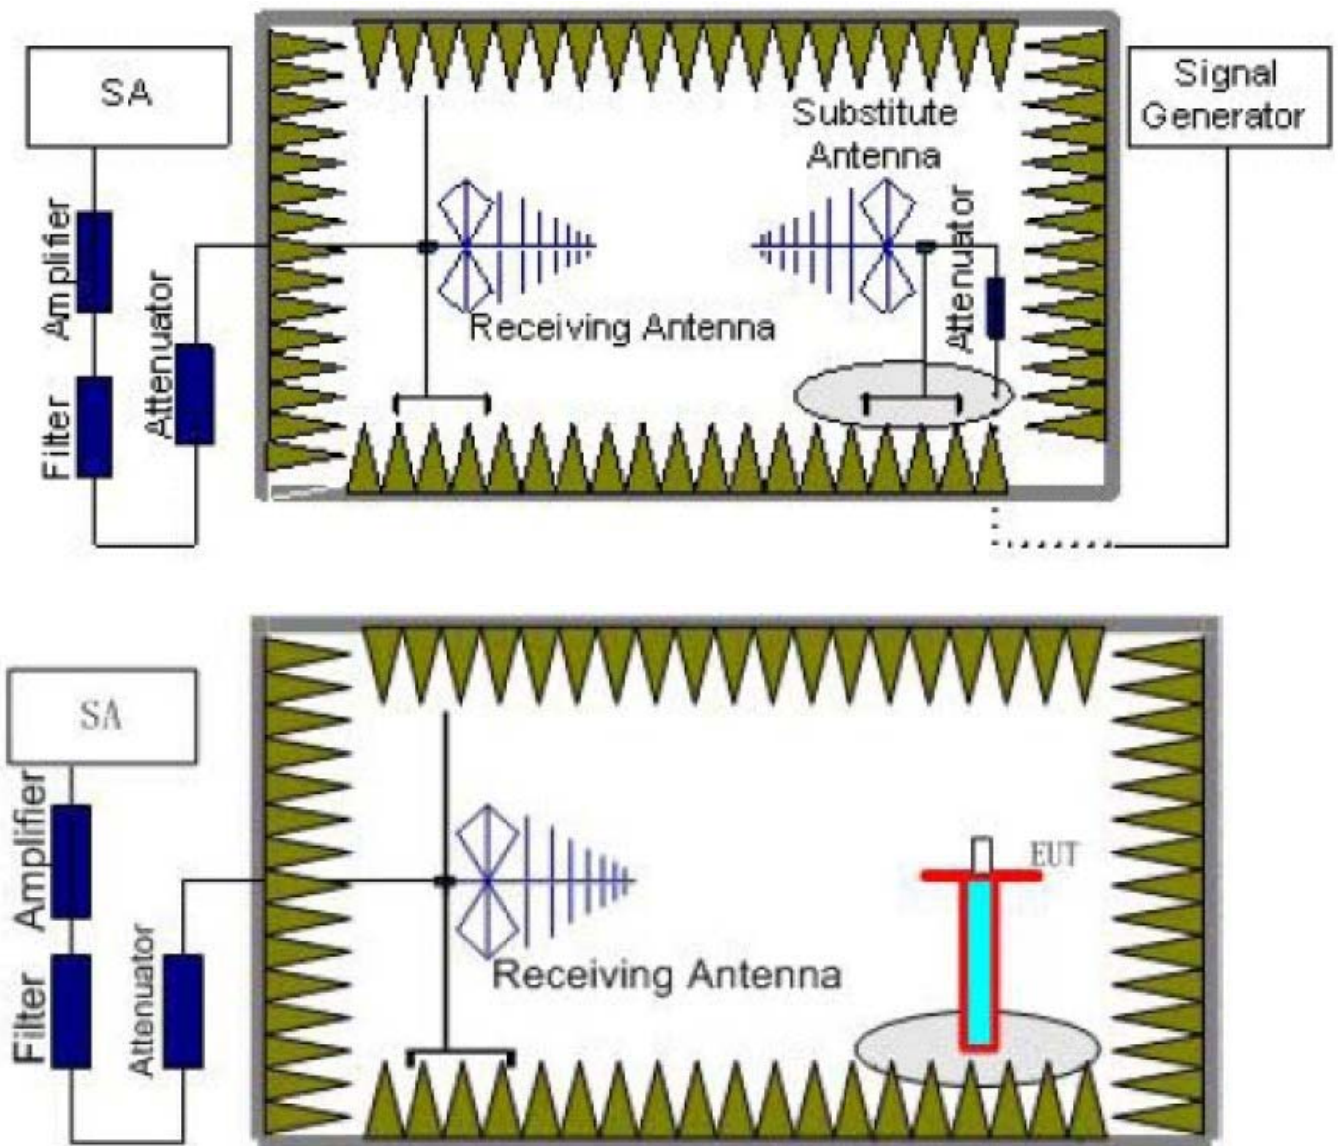 SA
Signal
Generator
Substitute
Antenna
Amplifier
Attenuator
Attenuator
Receiving Antenna
Filter
SA
Amplifier
EUT
Attenuator
Receiving Antenna
Filter